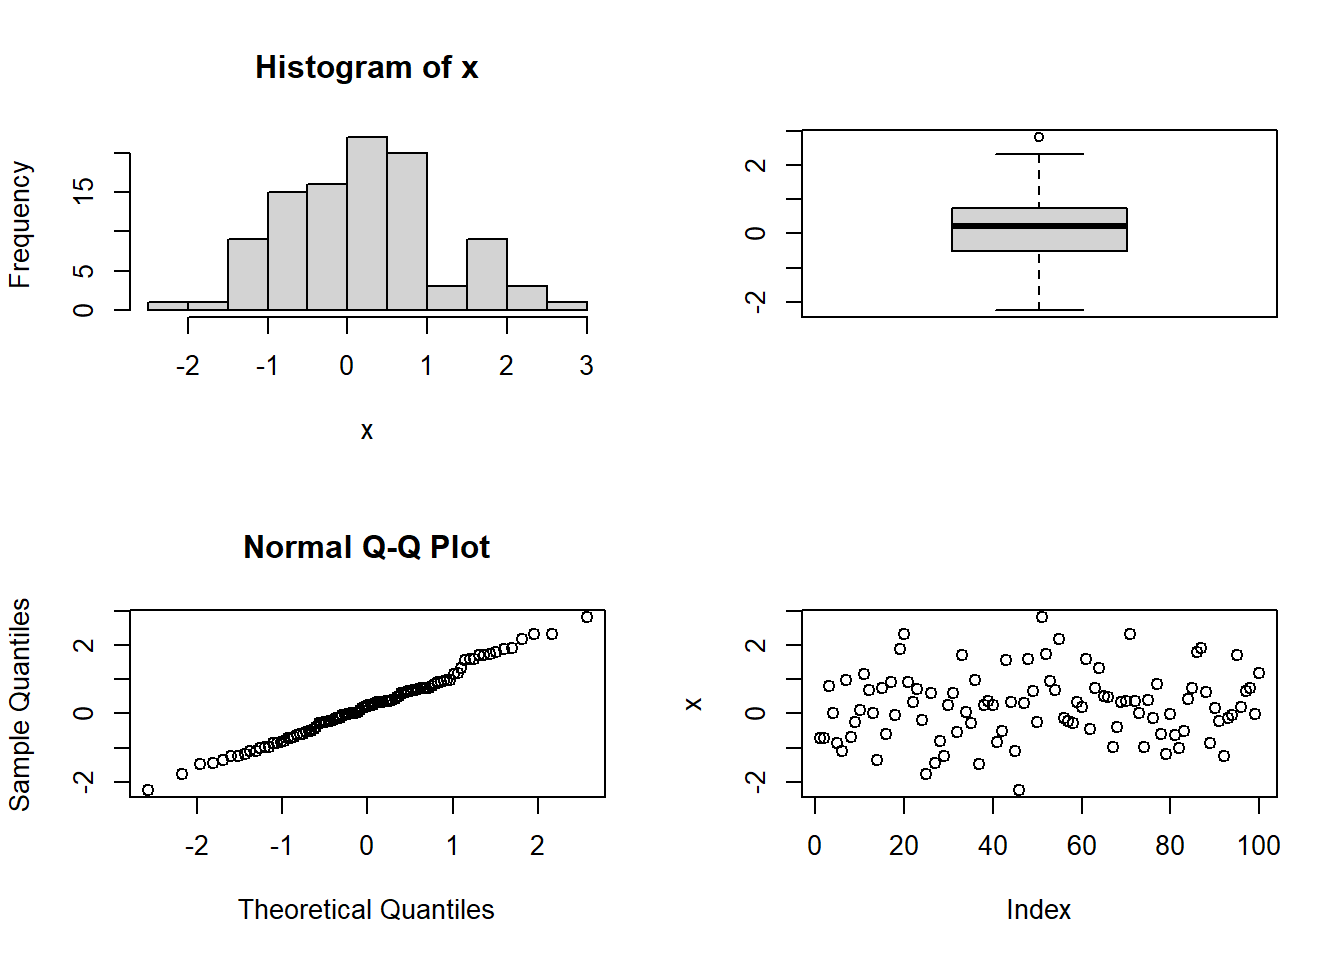 Histogram of x
Frequency
0 5 15
-2 -1 0 1 2 3
x
-2 0 2
Normal Q-Q Plot
Sample Quantiles
-2 0 2
-2 -1 0 1 2
Theoretical Quantiles
x
-2 0 2
0 20 40 60 80 100
Index